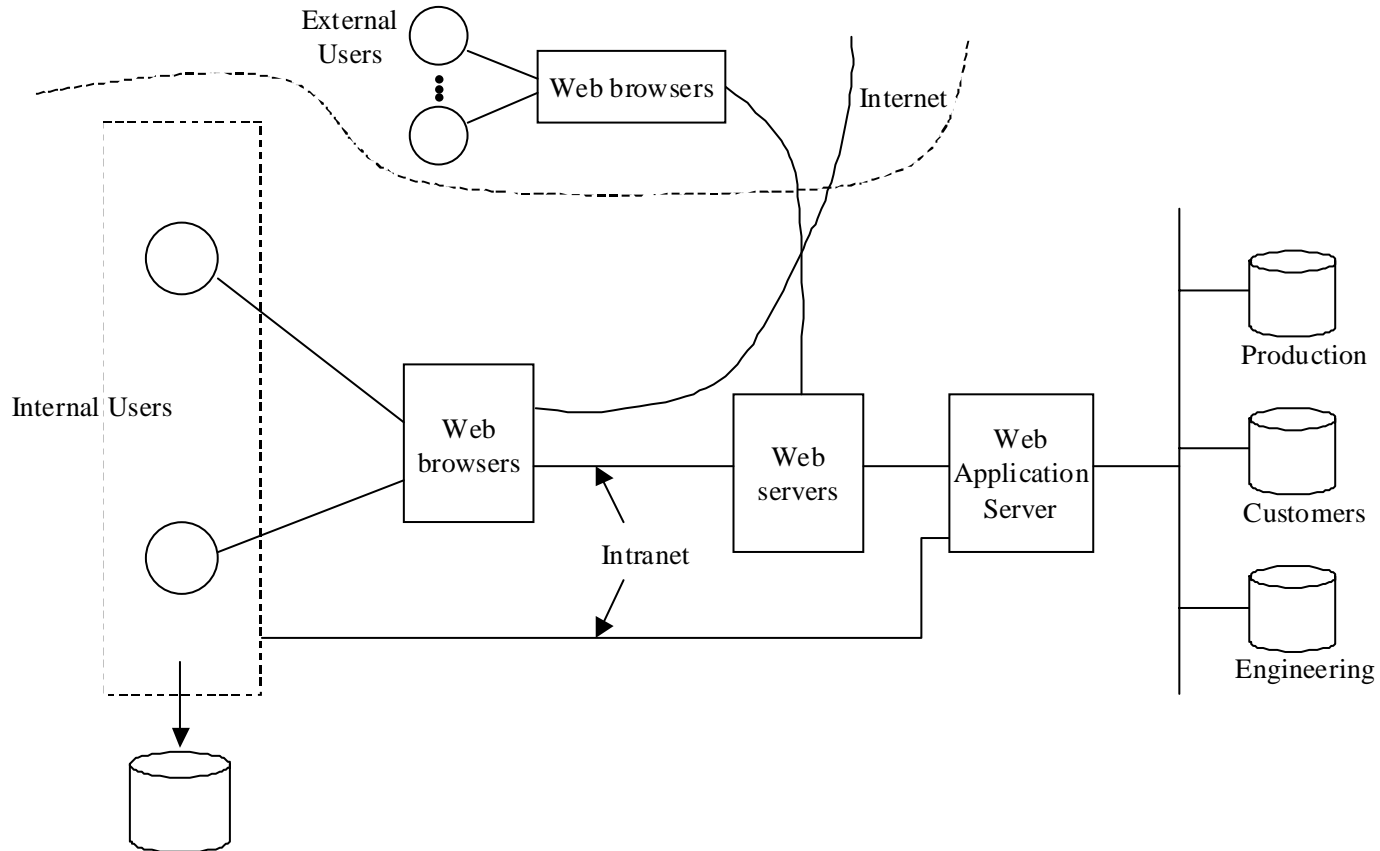 External
Users
Web browsers
Internet
Internal Users
Web
browsers
Web
servers
Web
Application
Server
Intranet
Production
Customers
Engineering